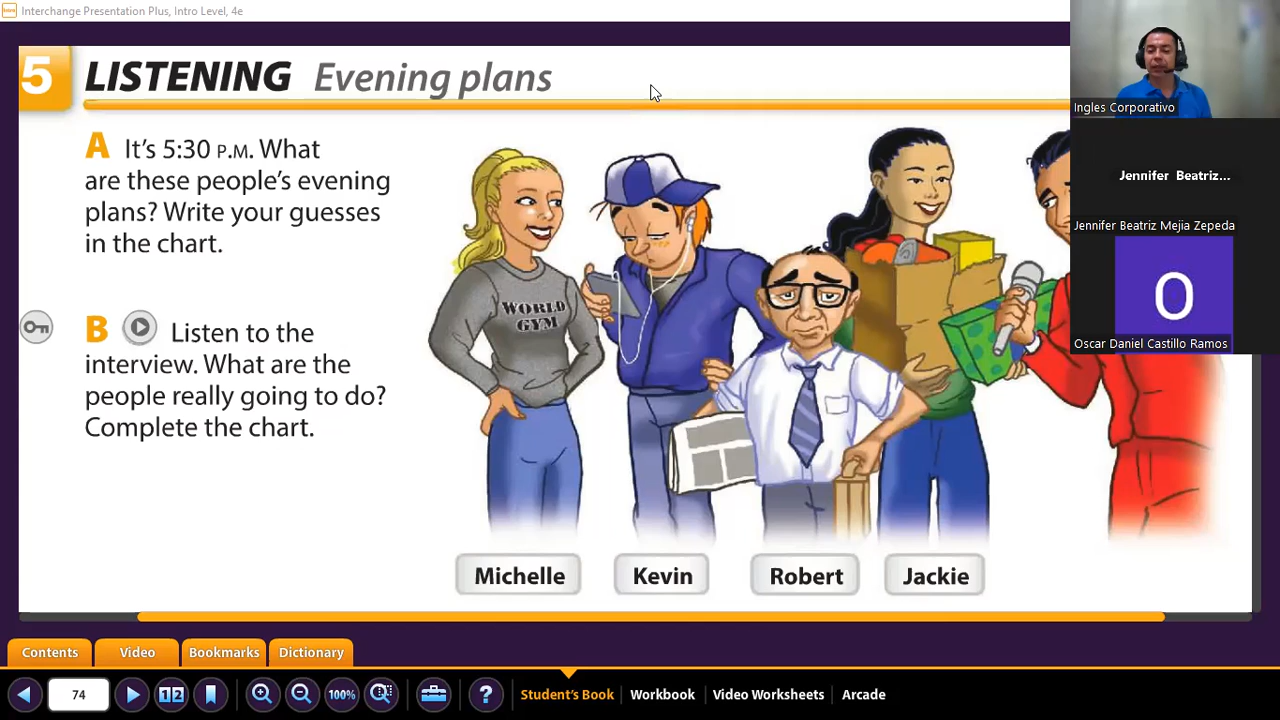 Interchange Presentation Plus, Intro Level, 4e
5 LISTENING Evening plans
A It's 5:30 P.M. What
are these people's evening
plans? Write your guesses
in the chart.
B Listen to the
interview. What are the
people really going to do?
Complete the chart.
WORLD
GYM
Michelle
Kevin
Robert
Jackie
Ingles Corporativo
Jennifer Beatriz...
Jennifer Beatriz Mejia Zepeda
O
Oscar Daniel Castillo Ramos
Contents
Video
Bookmarks
Dictionary
74
1 2
100%
?
Student's Book
Workbook
Video Worksheets
Arcade